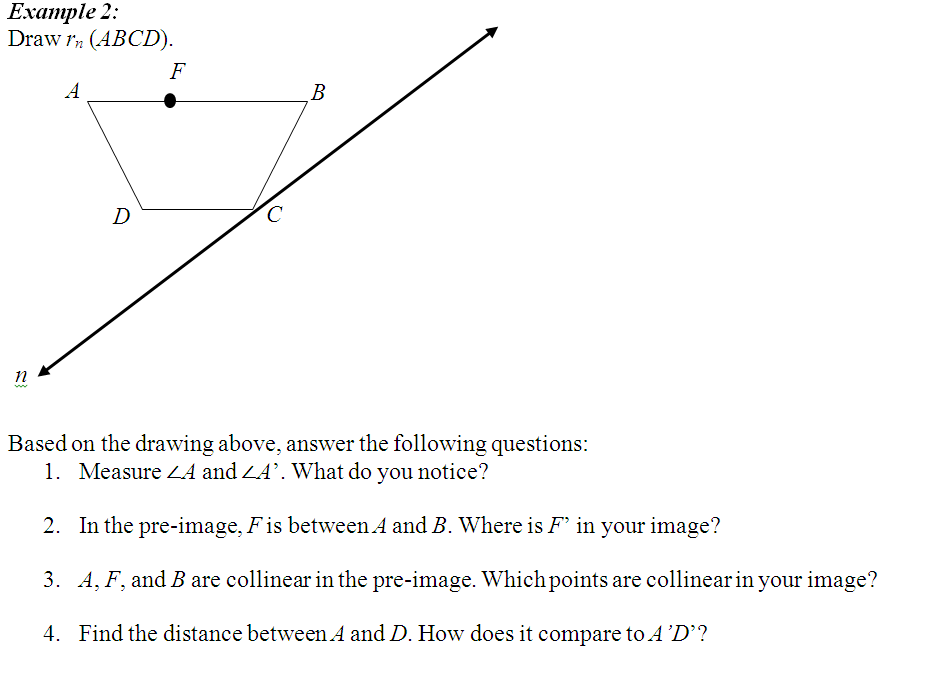 Example 2:
Draw rn (ABCD).
F
A
B
D
C
n
Based on the drawing above, answer the following questions:
1. Measure ∠A and ∠A’. What do you notice?
2. In the pre-image, F is between A and B. Where is F’ in your image?
3. A, F, and B are collinear in the pre-image. Which points are collinear in your image?
4. Find the distance between A and D. How does it compare to A’D’?